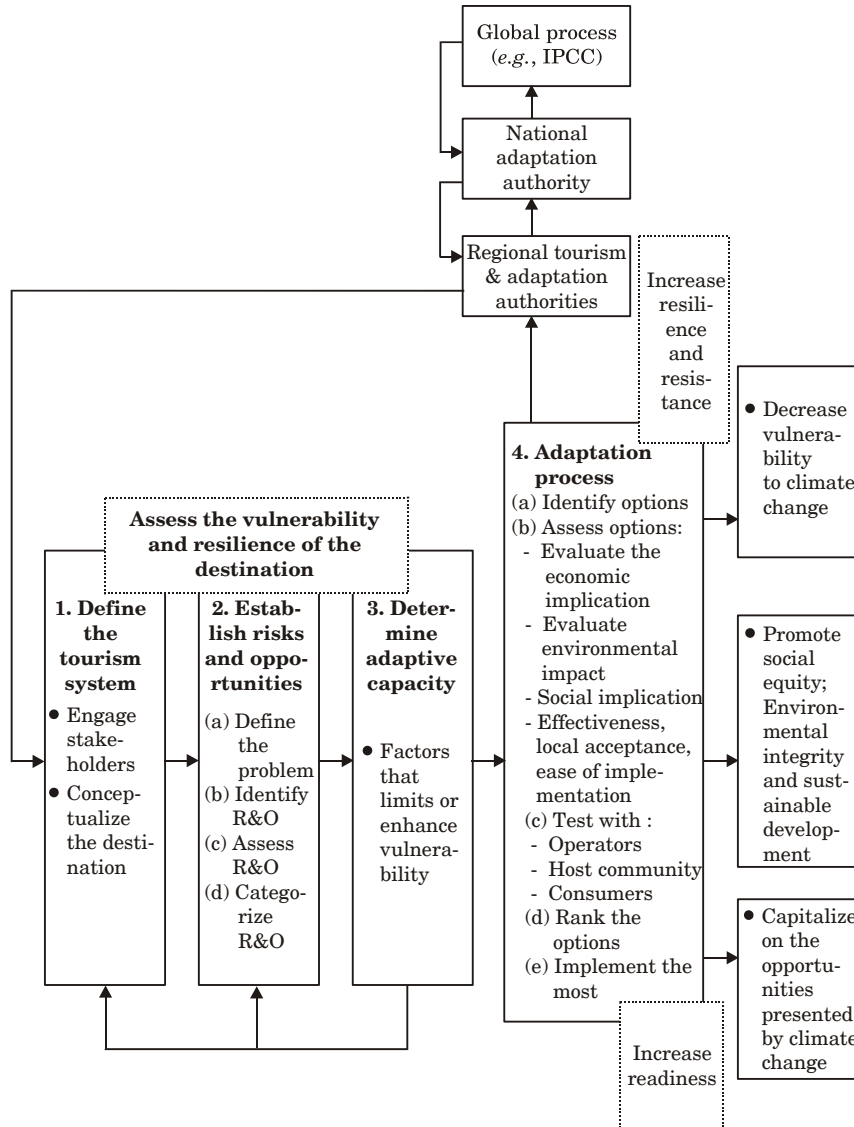 Global process
(e.g., IPCC)
National
adaptation
authority
Regional tourism
& adaptation
authorities
Increase
resili-
ence
and
resis-
tance
Assess the vulnerability
and resilience of the
destination
1. Define
the
tourism
system
● Engage
stake-
holders
● Concep-
tualize
the desti-
nation
2. Estab-
lish risks
and oppo-
rtunities
(a) Define
the
problem
(b) Identify
R&O
(c) Assess
R&O
(d) Catego-
rize
R&O
3. Deter-
mine
adaptive
capacity
● Factors
that
limits or
enhance
vulnera-
bility
4. Adaptation
process
(a) Identify options
(b) Assess options:
- Evaluate the
economic
implication
- Evaluate
environmental
impact
- Social implication
- Effectiveness,
local acceptance,
ease of imple-
mentation
(c) Test with :
- Operators
- Host community
- Consumers
(d) Rank the
options
(e) Implement the
most
Increase
readiness
● Decrease
vulnera-
bility
to climate
change
● Promote
social
equity;
Environ-
mental
integrity
and sust-
ainable
develop-
ment
● Capitalize
on the
opportu-
nities
presented
by climate
change